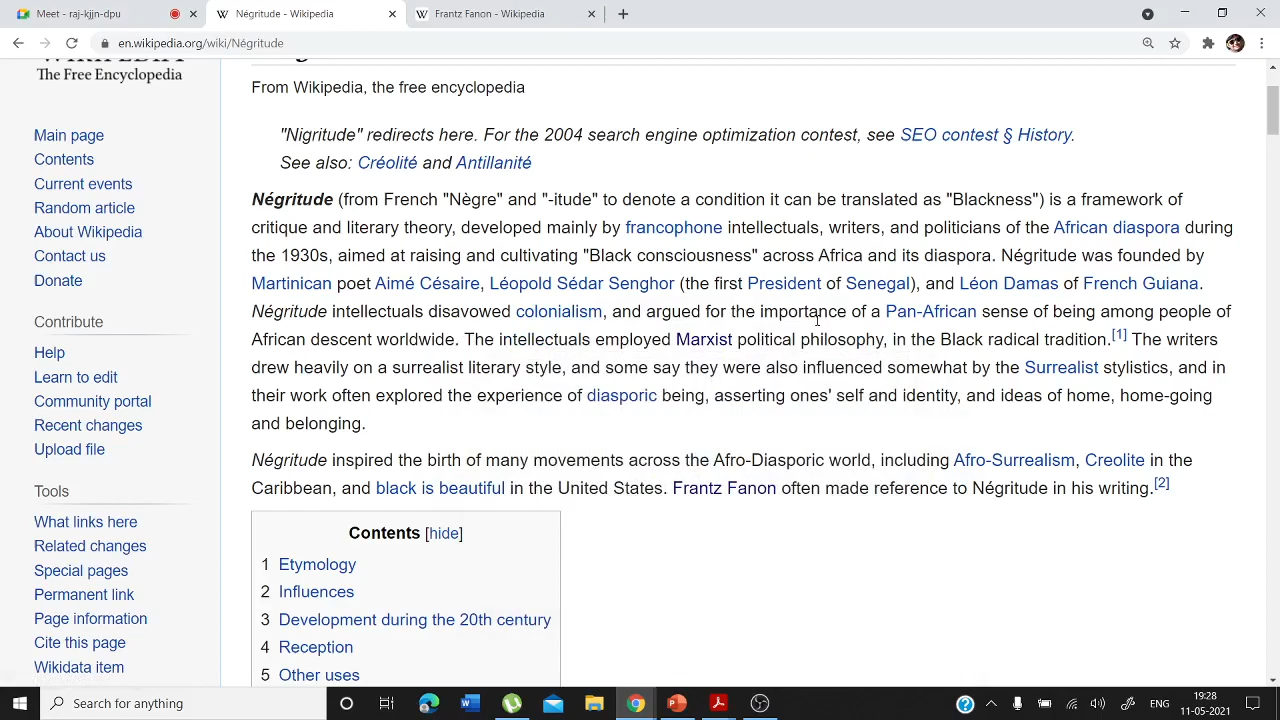 Meet - raj-kjjn-dpu
Négritude - Wikipedia
Frantz Fanon - Wikipedia
en.wikipedia.org/wiki/Négritude
The Free Encyclopedia
Main page
Contents
Current events
Random article
About Wikipedia
Contact us
Donate
Contribute
Help
Learn to edit
Community portal
Recent changes
Upload file
Tools
What links here
Related changes
Special pages
Permanent link
Page information
Cite this page
Wikidata item
From Wikipedia, the free encyclopedia
"Nigritude" redirects here. For the 2004 search engine optimization contest, see SEO contest § History.
See also: Créolité and Antillanité
Négritude (from French "Nègre" and "-itude" to denote a condition it can be translated as "Blackness") is a framework of
critique and literary theory, developed mainly by francophone intellectuals, writers, and politicians of the African diaspora during
the 1930s, aimed at raising and cultivating "Black consciousness" across Africa and its diaspora. Négritude was founded by
Martinican poet Aimé Césaire, Léopold Sédar Senghor (the first President of Senegal), and Léon Damas of French Guiana.
Négritude intellectuals disavowed colonialism, and argued for the importance of a Pan-African sense of being among people of
African descent worldwide. The intellectuals employed Marxist political philosophy, in the Black radical tradition.[1] The writers
drew heavily on a surrealist literary style, and some say they were also influenced somewhat by the Surrealist stylistics, and in
their work often explored the experience of diasporic being, asserting ones' self and identity, and ideas of home, home-going
and belonging.
Négritude inspired the birth of many movements across the Afro-Diasporic world, including Afro-Surrealism, Creolite in the
Caribbean, and black is beautiful in the United States. Frantz Fanon often made reference to Négritude in his writing.[2]
Contents [hide]
1 Etymology
2 Influences
3 Development during the 20th century
4 Reception
5 Other uses
Search for anything
ENG
19:28
11-05-2021